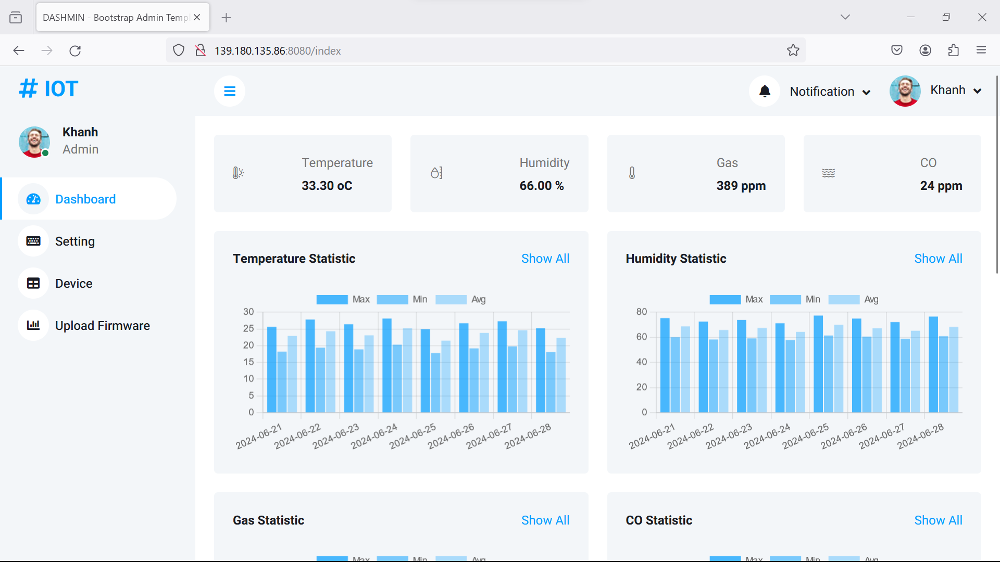 DASHMIN - Bootstrap Admin Templ
139.180.135.86:8080/index
# IOT
Notification
Khanh
Khanh
Admin
Dashboard
Setting
Device
Upload Firmware
Temperature
33.30 oC
Humidity
66.00 %
Gas
389 ppm
CO
24 ppm
Temperature Statistic
Show All
Max Min Avg
30
25
20
15
10
5
0
2024-06-21 2024-06-22 2024-06-23 2024-06-24 2024-06-25 2024-06-26 2024-06-27 2024-06-28
Humidity Statistic
Show All
Max Min Avg
80
60
40
20
0
2024-06-21 2024-06-22 2024-06-23 2024-06-24 2024-06-25 2024-06-26 2024-06-27 2024-06-28
Gas Statistic
Show All
Max Min Avg
CO Statistic
Show All
Max Min Avg